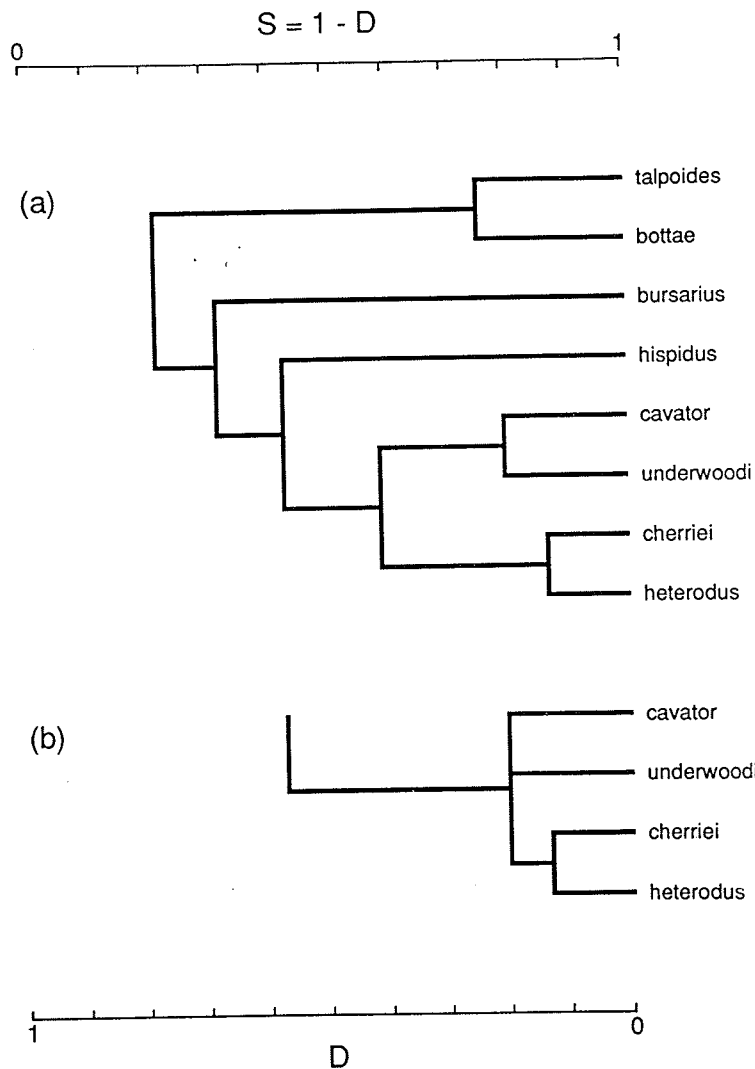 S = 1 - D
0 1
(a)
talpoides
bottae
bursarius
hispidus
cavator
underwoodi
cherriei
heterodus
(b)
cavator
underwoodi
cherriei
heterodus
1 0
D